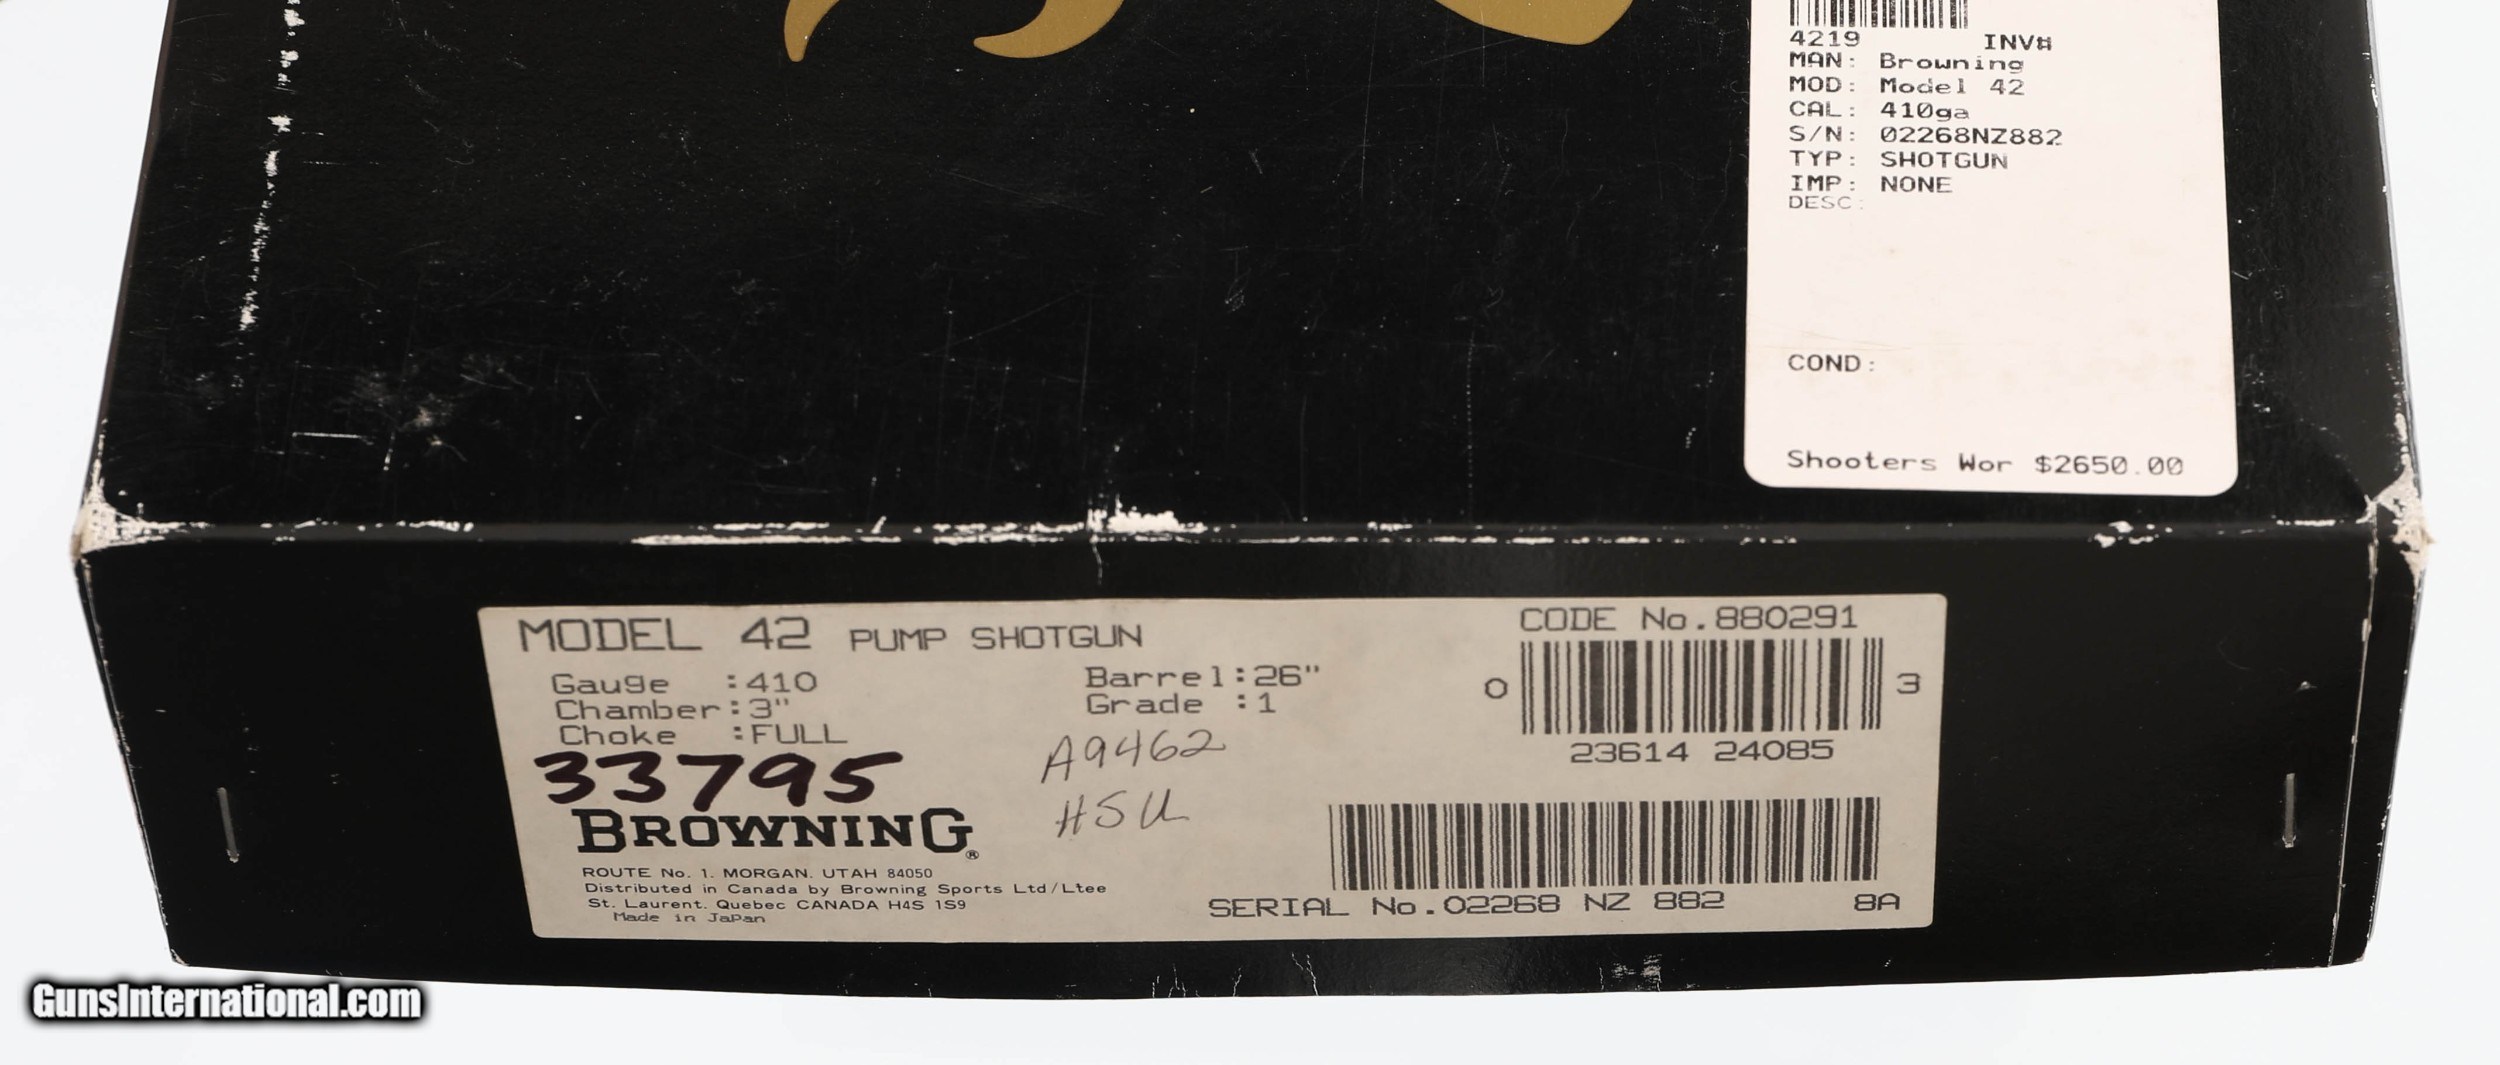 4219 INV#
MAN: Browning
MOD: Model 42
CAL: 410ga
S/N: 02268NZ882
TYP: SHOTGUN
IMP: NONE
DESC:
COND:
Shooters Wor $2650.00
MODEL 42 PUMP SHOTGUN
Gauge :410
Chamber:3"
Choke :FULL
Barrel:26"
Grade :1
33795
A9462
HSU
BROWNING®
ROUTE No. 1. MORGAN. UTAH 84050
Distributed in Canada by Browning Sports Ltd/Ltee
St. Laurent. Quebec CANADA H4S 1S9
Made in Japan
CODE No.880291
0 3
23614 24085
SERIAL No.02268 NZ 882 8A
GunsInternational.com